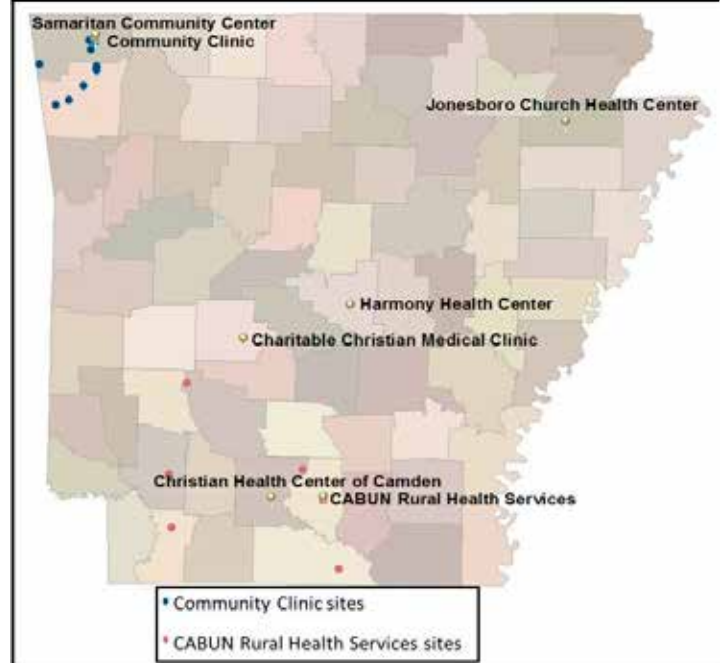 Samaritan Community Center
Community Clinic
Jonesboro Church Health Center
Harmony Health Center
Charitable Christian Medical Clinic
Christian Health Center of Camden
CABUN Rural Health Services
Community Clinic sites
CABUN Rural Health Services sites